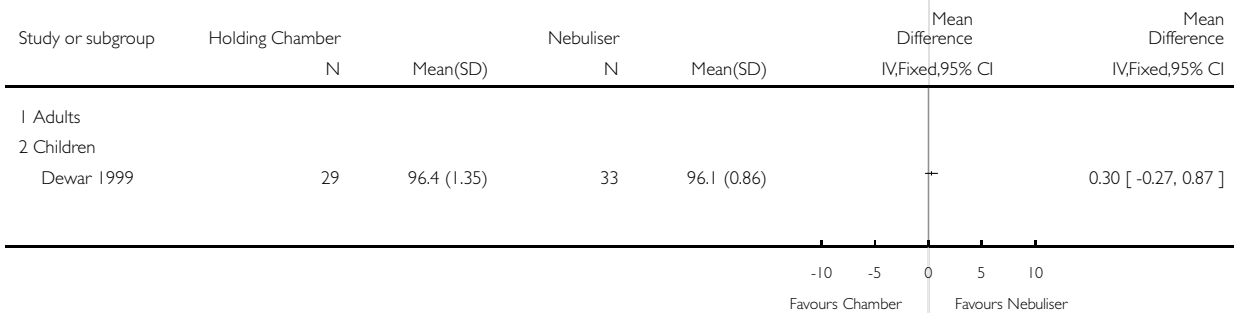 Study or subgroup Holding Chamber Nebuliser Mean Difference Mean Difference
N Mean(SD) N Mean(SD) IV,Fixed,95% CI IV,Fixed,95% CI
1 Adults
2 Children
Dewar 1999 29 96.4 (1.35) 33 96.1 (0.86) 0.30 [ -0.27, 0.87 ]
-10 -5 0 5 10
Favours Chamber Favours Nebuliser